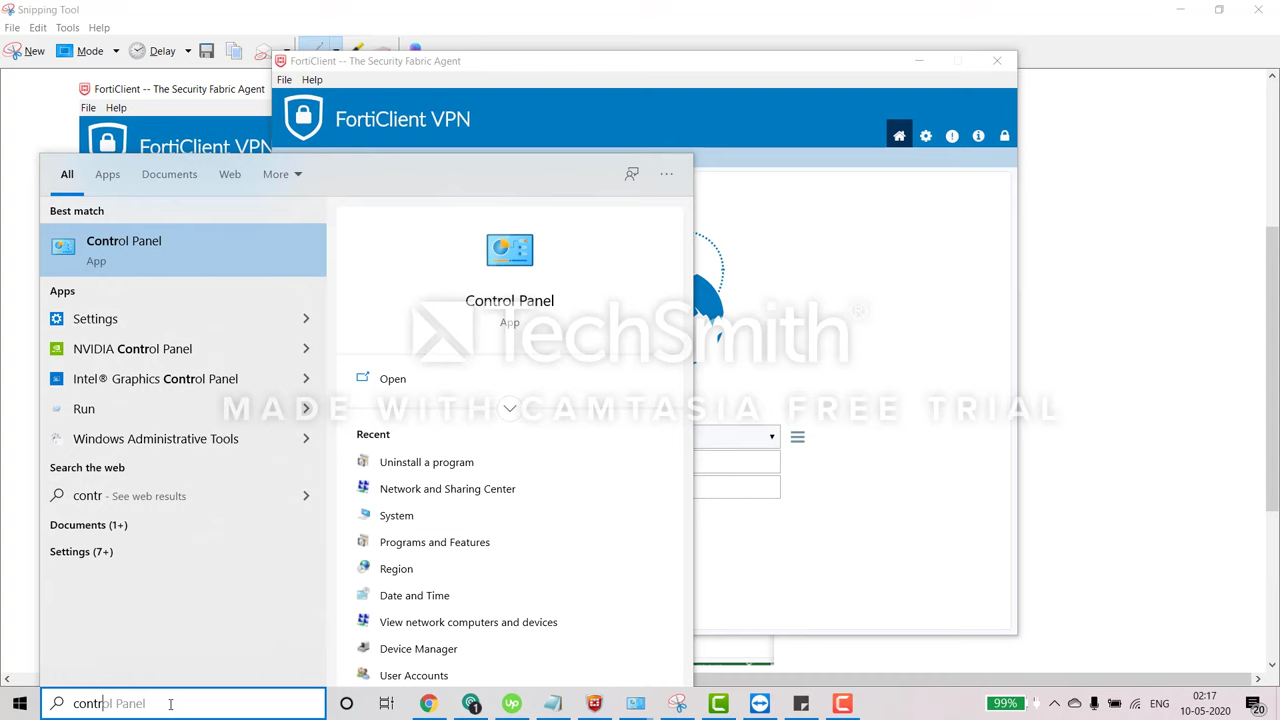 Snipping Tool
File Edit Tools Help
New Mode Delay
FortiClient -- The Security Fabric Agent
File Help
FortiClient VPN
FortiClient -- The Security Fabric Agent
File Help
FortiClient VPN
All Apps Documents Web More
Best match
Control Panel
App
Apps
Settings
NVIDIA Control Panel
Intel® Graphics Control Panel
Run
Windows Administrative Tools
Search the web
contr - See web results
Documents (1+)
Settings (7+)
Control Panel
App
Open
Recent
Uninstall a program
Network and Sharing Center
System
Programs and Features
Region
Date and Time
View network computers and devices
Device Manager
User Accounts
TechSmith®
MADE WITH CAMTASIA FREE TRIAL
control Panel
99%
ENG
02:17
10-05-2020
20